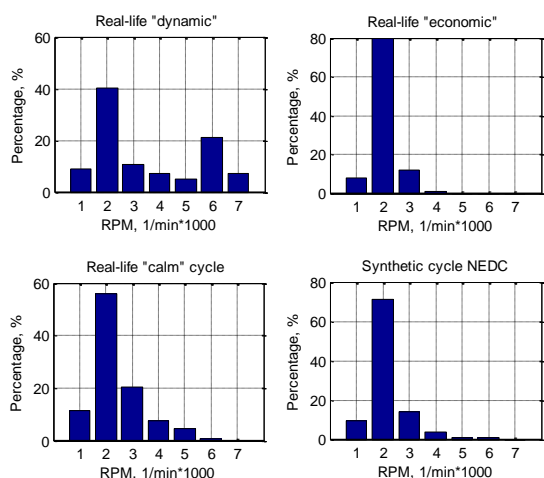 Real-life "dynamic"
60
40
20
0
Percentage, %
1 2 3 4 5 6 7
RPM, 1/min*1000
Real-life "economic"
80
60
40
20
0
Percentage, %
1 2 3 4 5 6 7
RPM, 1/min*1000
Real-life "calm" cycle
60
40
20
0
Percentage, %
1 2 3 4 5 6 7
RPM, 1/min*1000
Synthetic cycle NEDC
80
60
40
20
0
Percentage, %
1 2 3 4 5 6 7
RPM, 1/min*1000